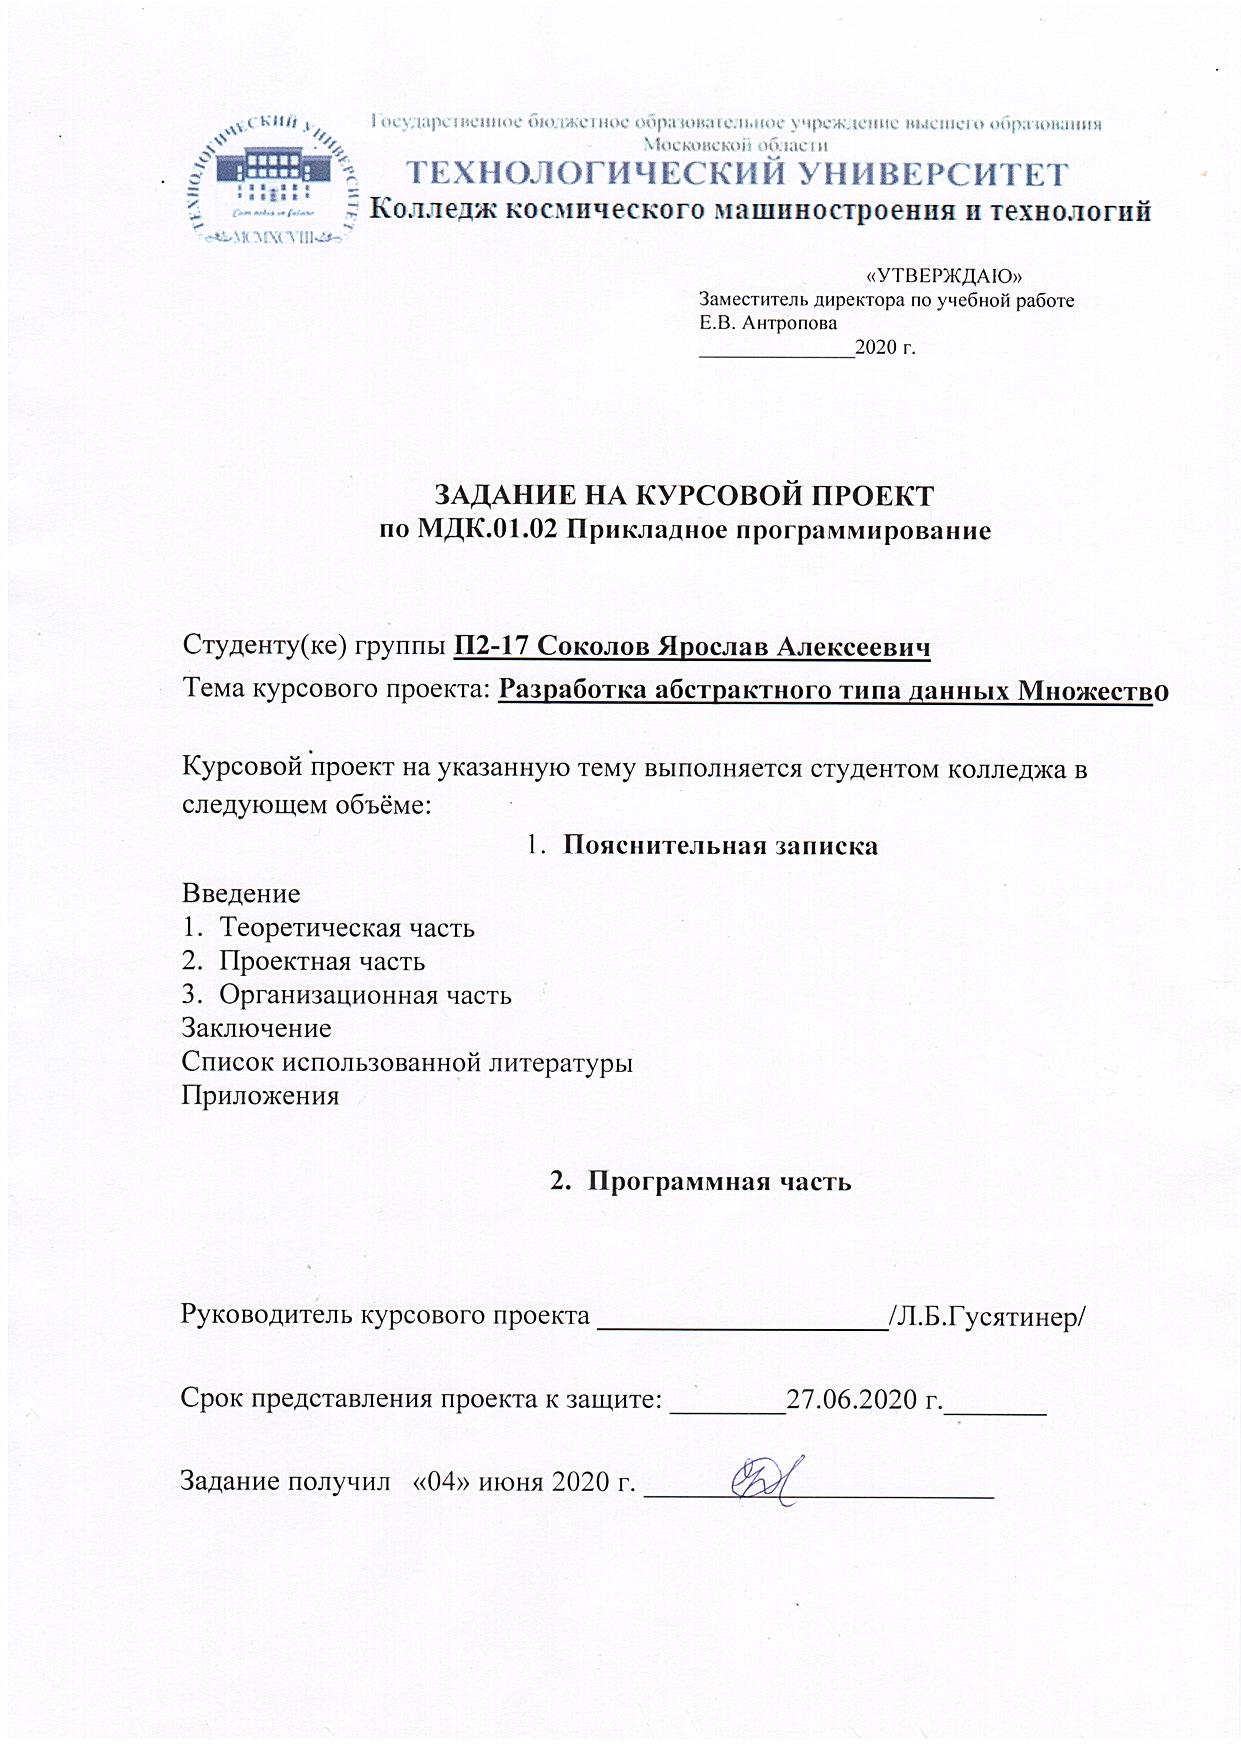 ТЕХНОЛОГИЧЕСКИЙ УНИВЕРСИТЕТ
MCMXCVIII
Государственное бюджетное образовательное учреждение высшего образования
Московской области
ТЕХНОЛОГИЧЕСКИЙ УНИВЕРСИТЕТ
Колледж космического машиностроения и технологий
«УТВЕРЖДАЮ»
Заместитель директора по учебной работе
Е.В. Антропова
_______________2020 г.
ЗАДАНИЕ НА КУРСОВОЙ ПРОЕКТ
по МДК.01.02 Прикладное программирование
Студенту(ке) группы П2-17 Соколов Ярослав Алексеевич
Тема курсового проекта: Разработка абстрактного типа данных Множество
Курсовой проект на указанную тему выполняется студентом колледжа в
следующем объёме:
1. Пояснительная записка
Введение
1. Теоретическая часть
2. Проектная часть
3. Организационная часть
Заключение
Список использованной литературы
Приложения
2. Программная часть
Руководитель курсового проекта ____________________/Л.Б.Гусятинер/
Срок представления проекта к защите: ________27.06.2020 г._______
Задание получил «04» июня 2020 г. ________________________